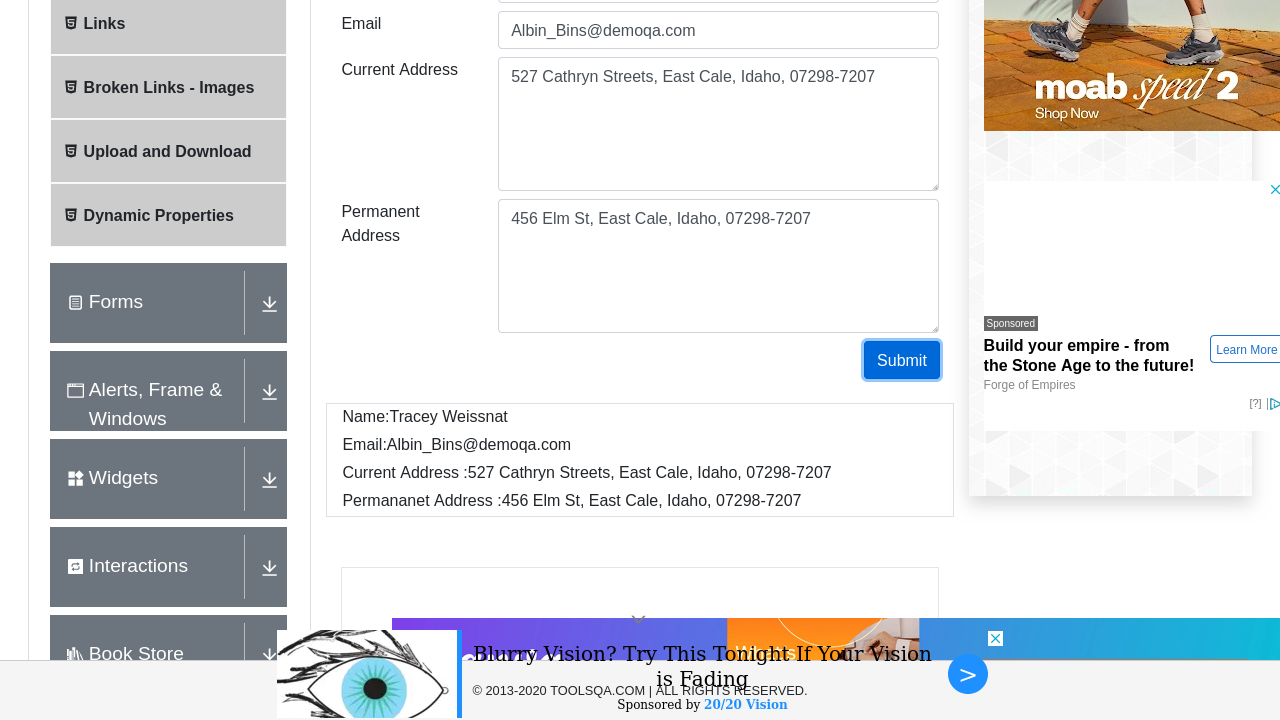 Links
Broken Links - Images
Upload and Download
Dynamic Properties
Forms
Alerts, Frame &
Windows
Widgets
Interactions
Book Store
Email
Albin_Bins@demoqa.com
Current Address
527 Cathryn Streets, East Cale, Idaho, 07298-7207
Permanent
Address
456 Elm St, East Cale, Idaho, 07298-7207
Submit
Name:Tracey Weissnat
Email:Albin_Bins@demoqa.com
Current Address :527 Cathryn Streets, East Cale, Idaho, 07298-7207
Permananet Address :456 Elm St, East Cale, Idaho, 07298-7207
moab speed 2
Shop Now
Sponsored
Build your empire - from
the Stone Age to the future!
Learn More
Forge of Empires
[?]
Blurry Vision? Try This Tonight If Your Vision
is Fading
© 2013-2020 TOOLSQA.COM | ALL RIGHTS RESERVED.
Sponsored by 20/20 Vision